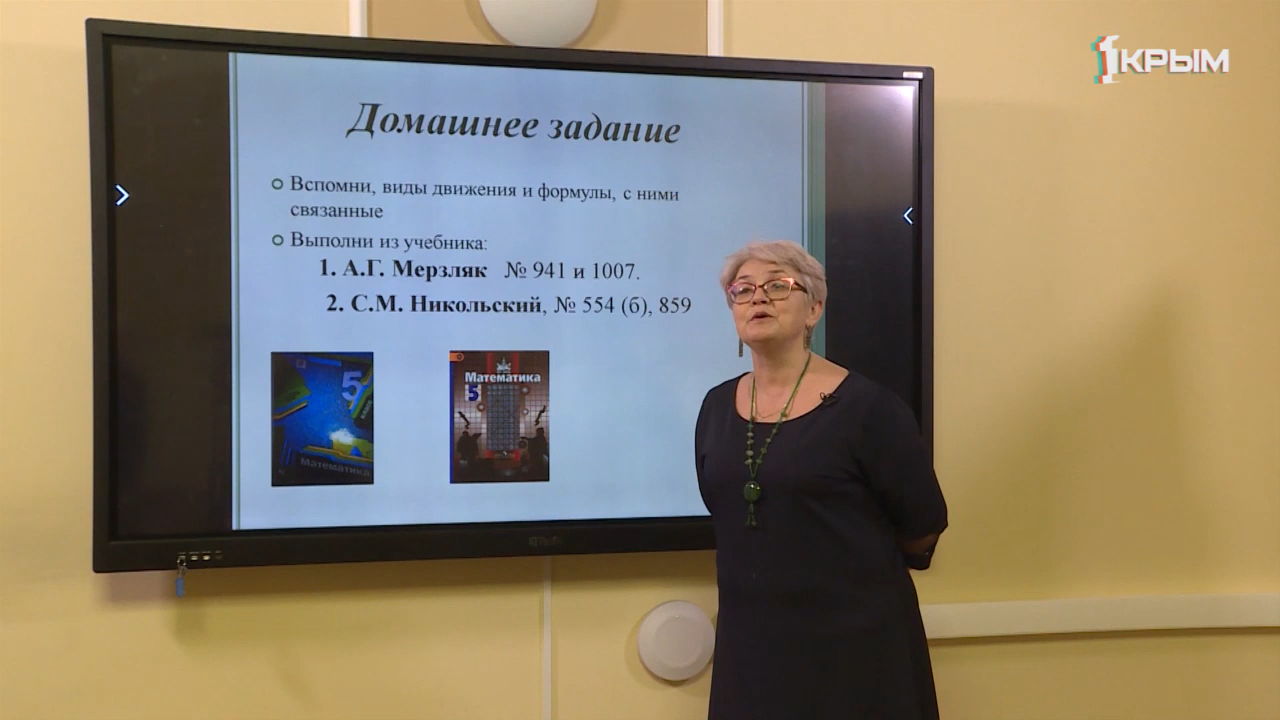 1КРЫМ
Домашнее задание
Вспомни, виды движения и формулы, с ними
связанные
Выполни из учебника:
1. А.Г. Мерзляк № 941 и 1007.
2. С.М. Никольский, № 554 (б), 859
5
Математика
Математика
5